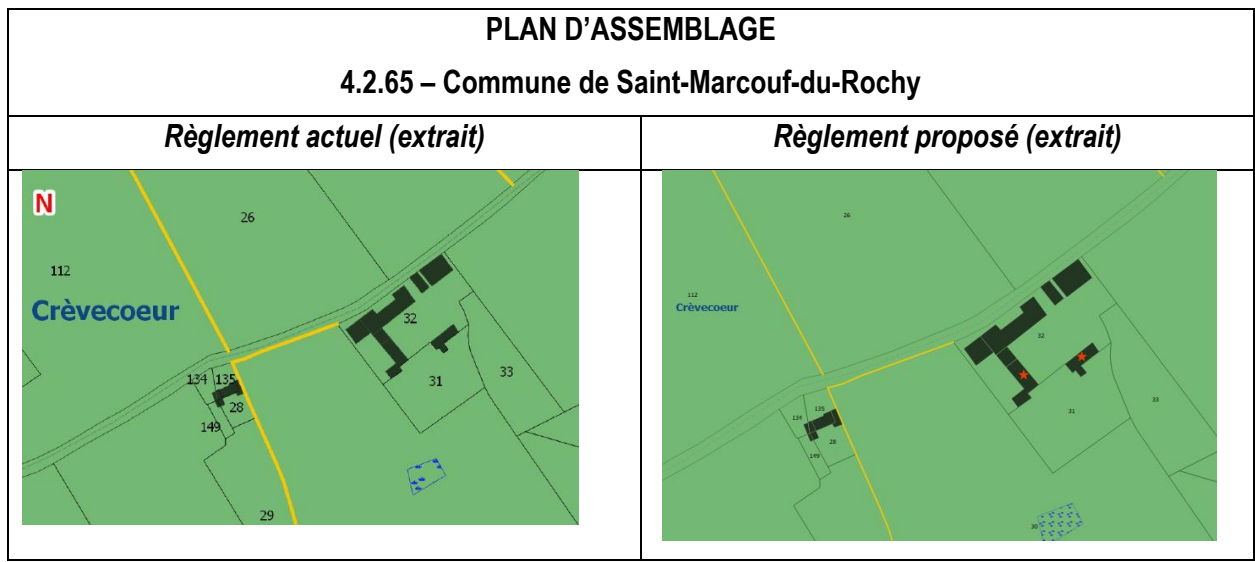 PLAN D'ASSEMBLAGE
4.2.65 – Commune de Saint-Marcouf-du-Rochy
Règlement actuel (extrait)
Règlement proposé (extrait)
N
26
112
Crèvecoeur
32
31
33
134
135
28
149
29
26
112
Crèvecoeur
32
31
33
134
135
28
149
30